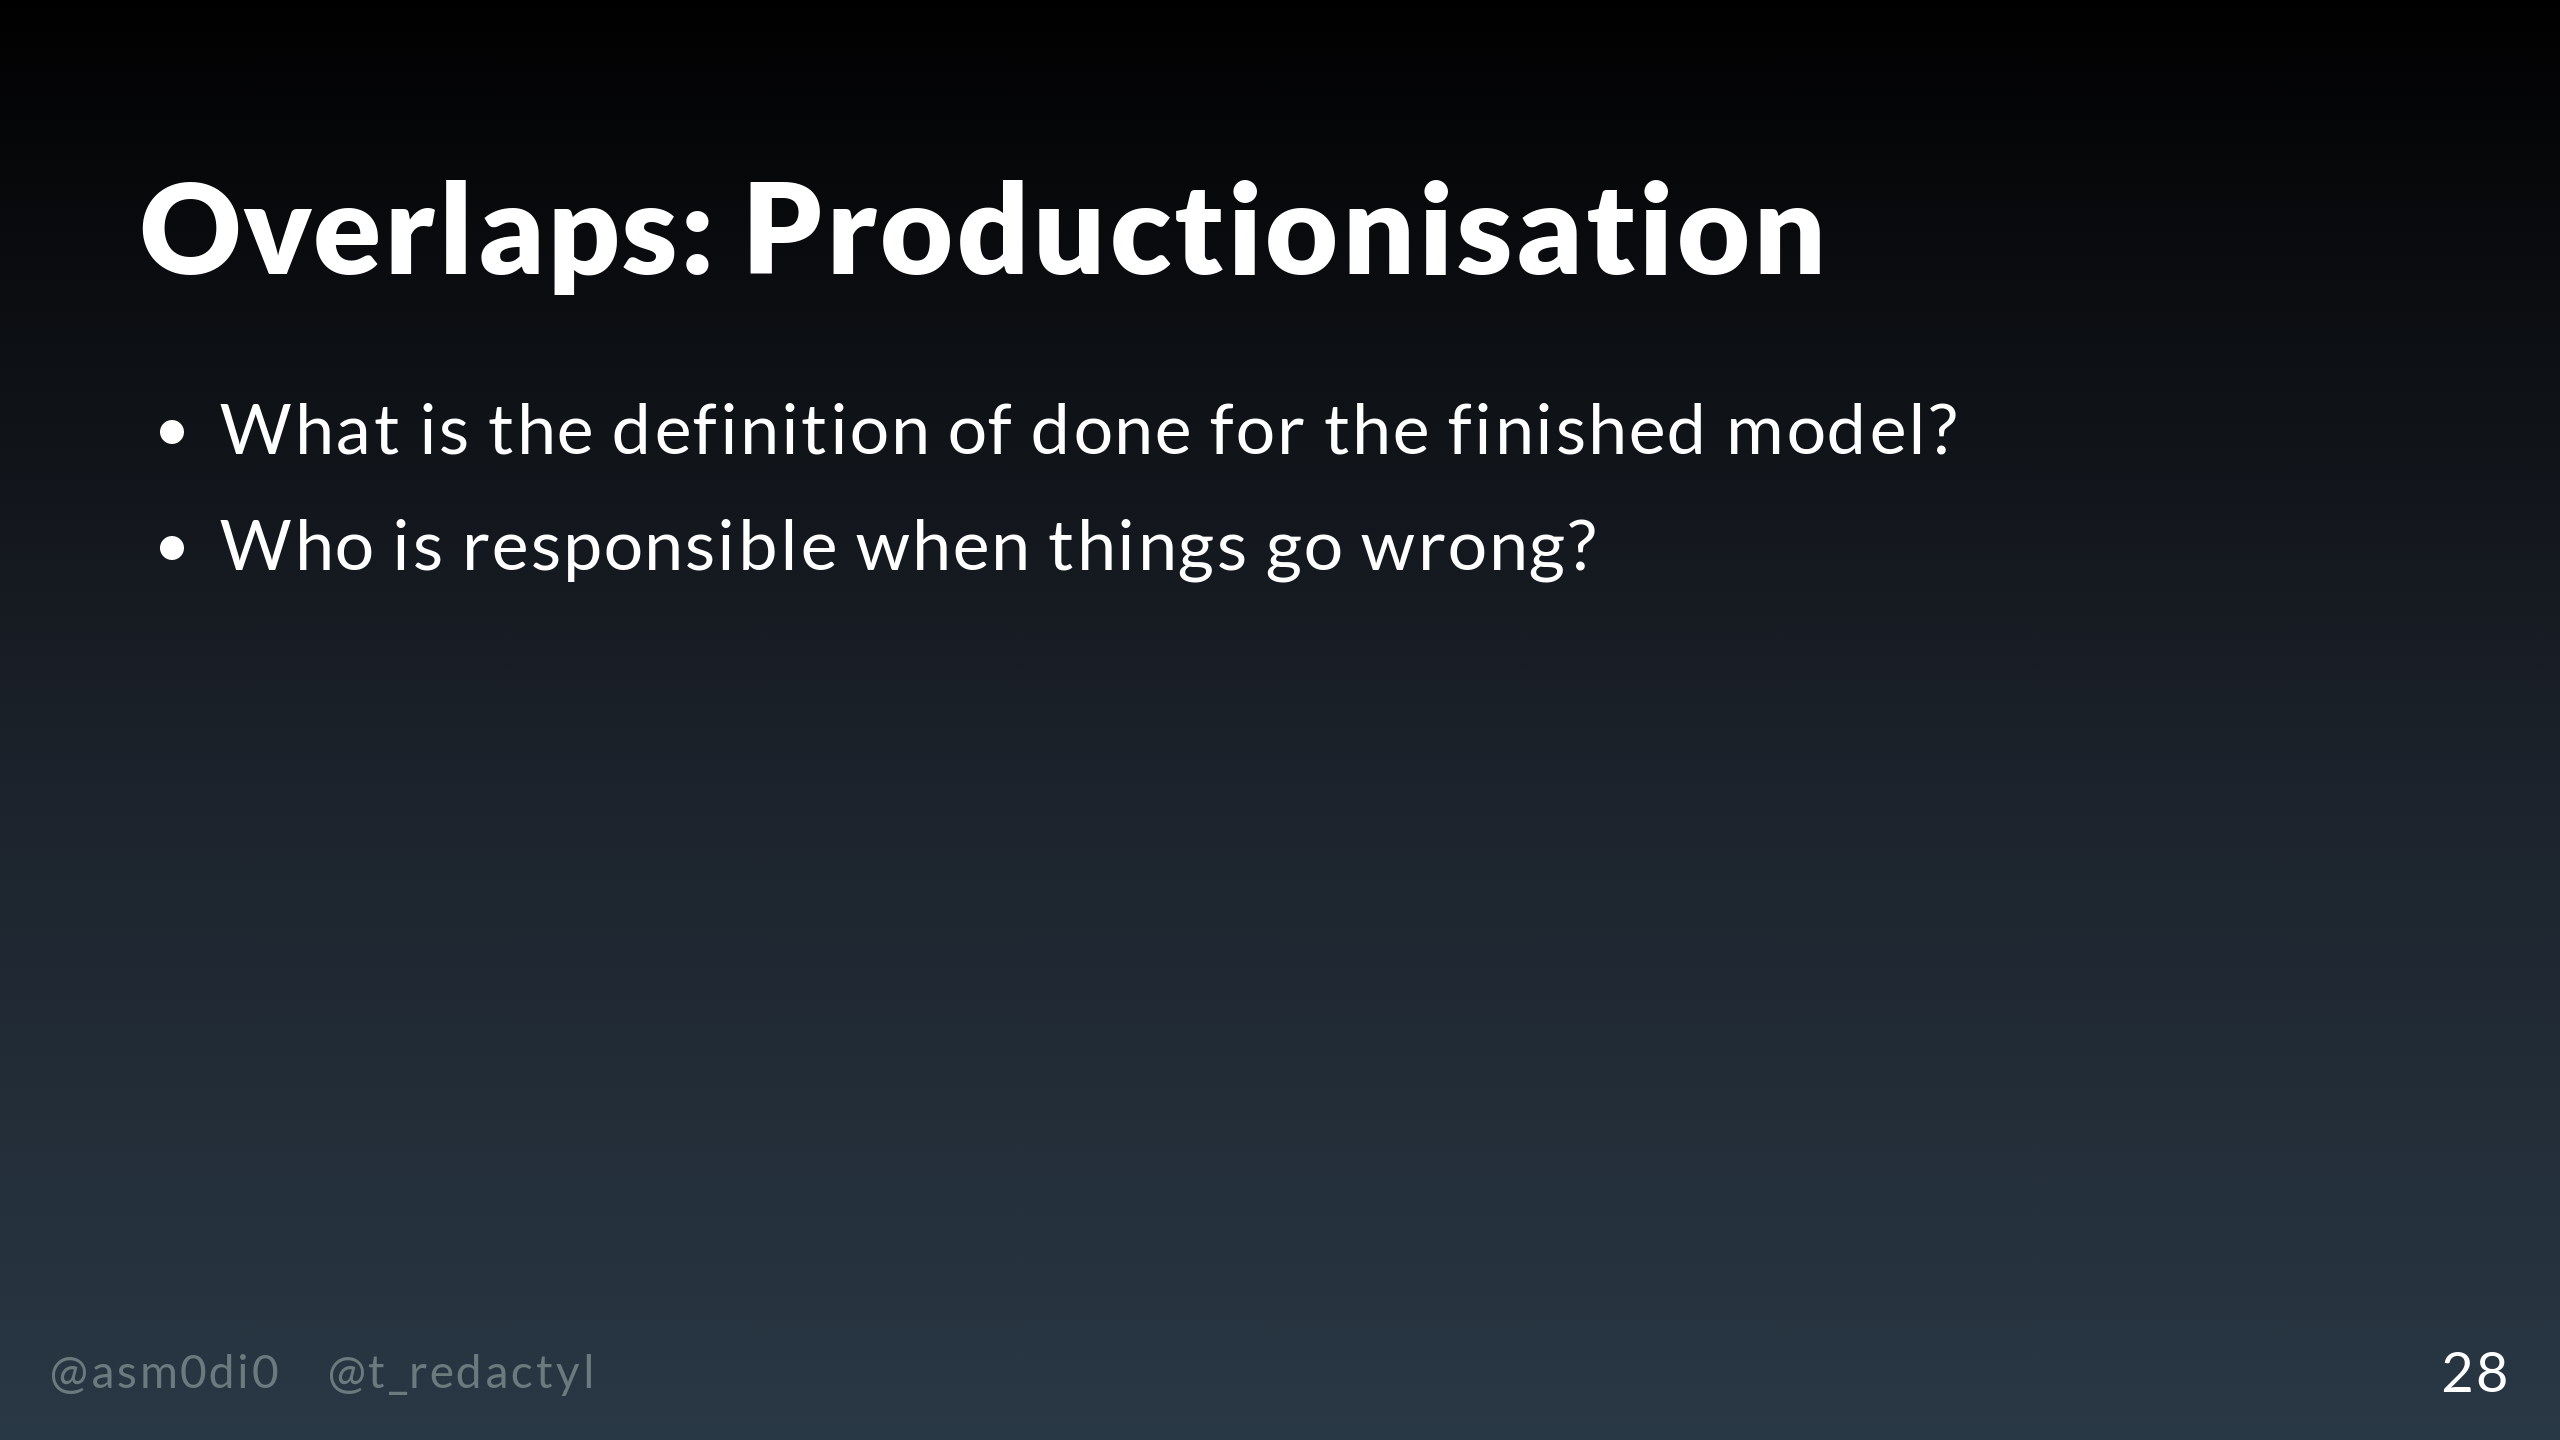 Overlaps: Productionisation
• What is the definition of done for the finished model?
• Who is responsible when things go wrong?
@asm0di0 @t_redactyl
28